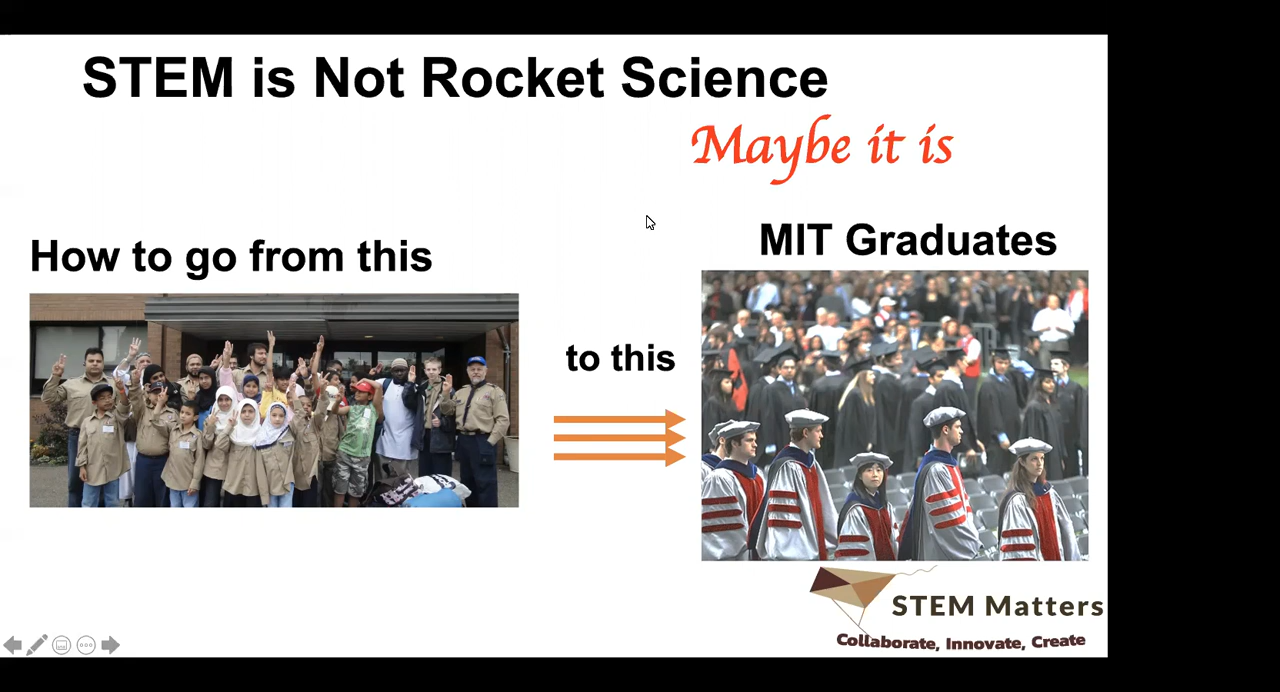 STEM is Not Rocket Science
Maybe it is
How to go from this
MIT Graduates
to this
STEM Matters
Collaborate, Innovate, Create